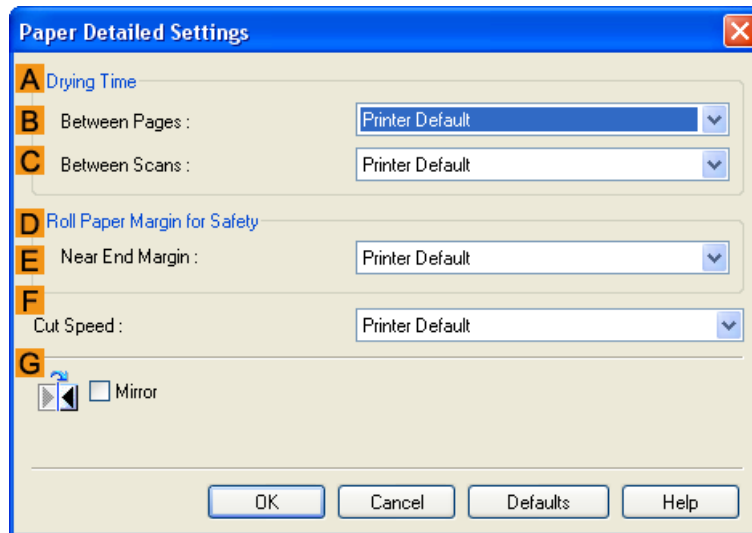 Paper Detailed Settings
A Drying Time
B Between Pages : Printer Default
C Between Scans : Printer Default
D Roll Paper Margin for Safety
E Near End Margin : Printer Default
F
Cut Speed : Printer Default
G
Mirror
OK Cancel Defaults Help